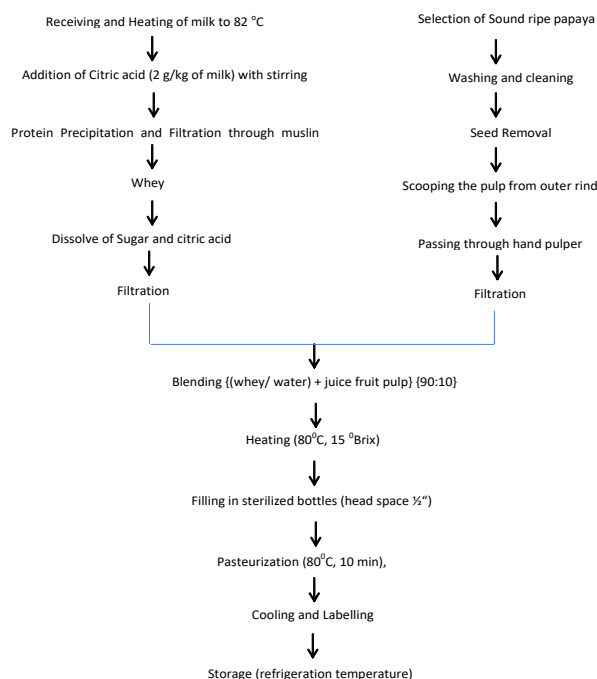 Receiving and Heating of milk to 82 ⁰C
Addition of Citric acid (2 g/kg of milk) with stirring
Protein Precipitation and Filtration through muslin
Whey
Dissolve of Sugar and citric acid
Filtration
Selection of Sound ripe papaya
Washing and cleaning
Seed Removal
Scooping the pulp from outer rind
Passing through hand pulper
Filtration
Blending {(whey/ water) + juice fruit pulp} {90:10}
Heating (80⁰C, 15 ⁰Brix)
Filling in sterilized bottles (head space ½“)
Pasteurization (80⁰C, 10 min),
Cooling and Labelling
Storage (refrigeration temperature)